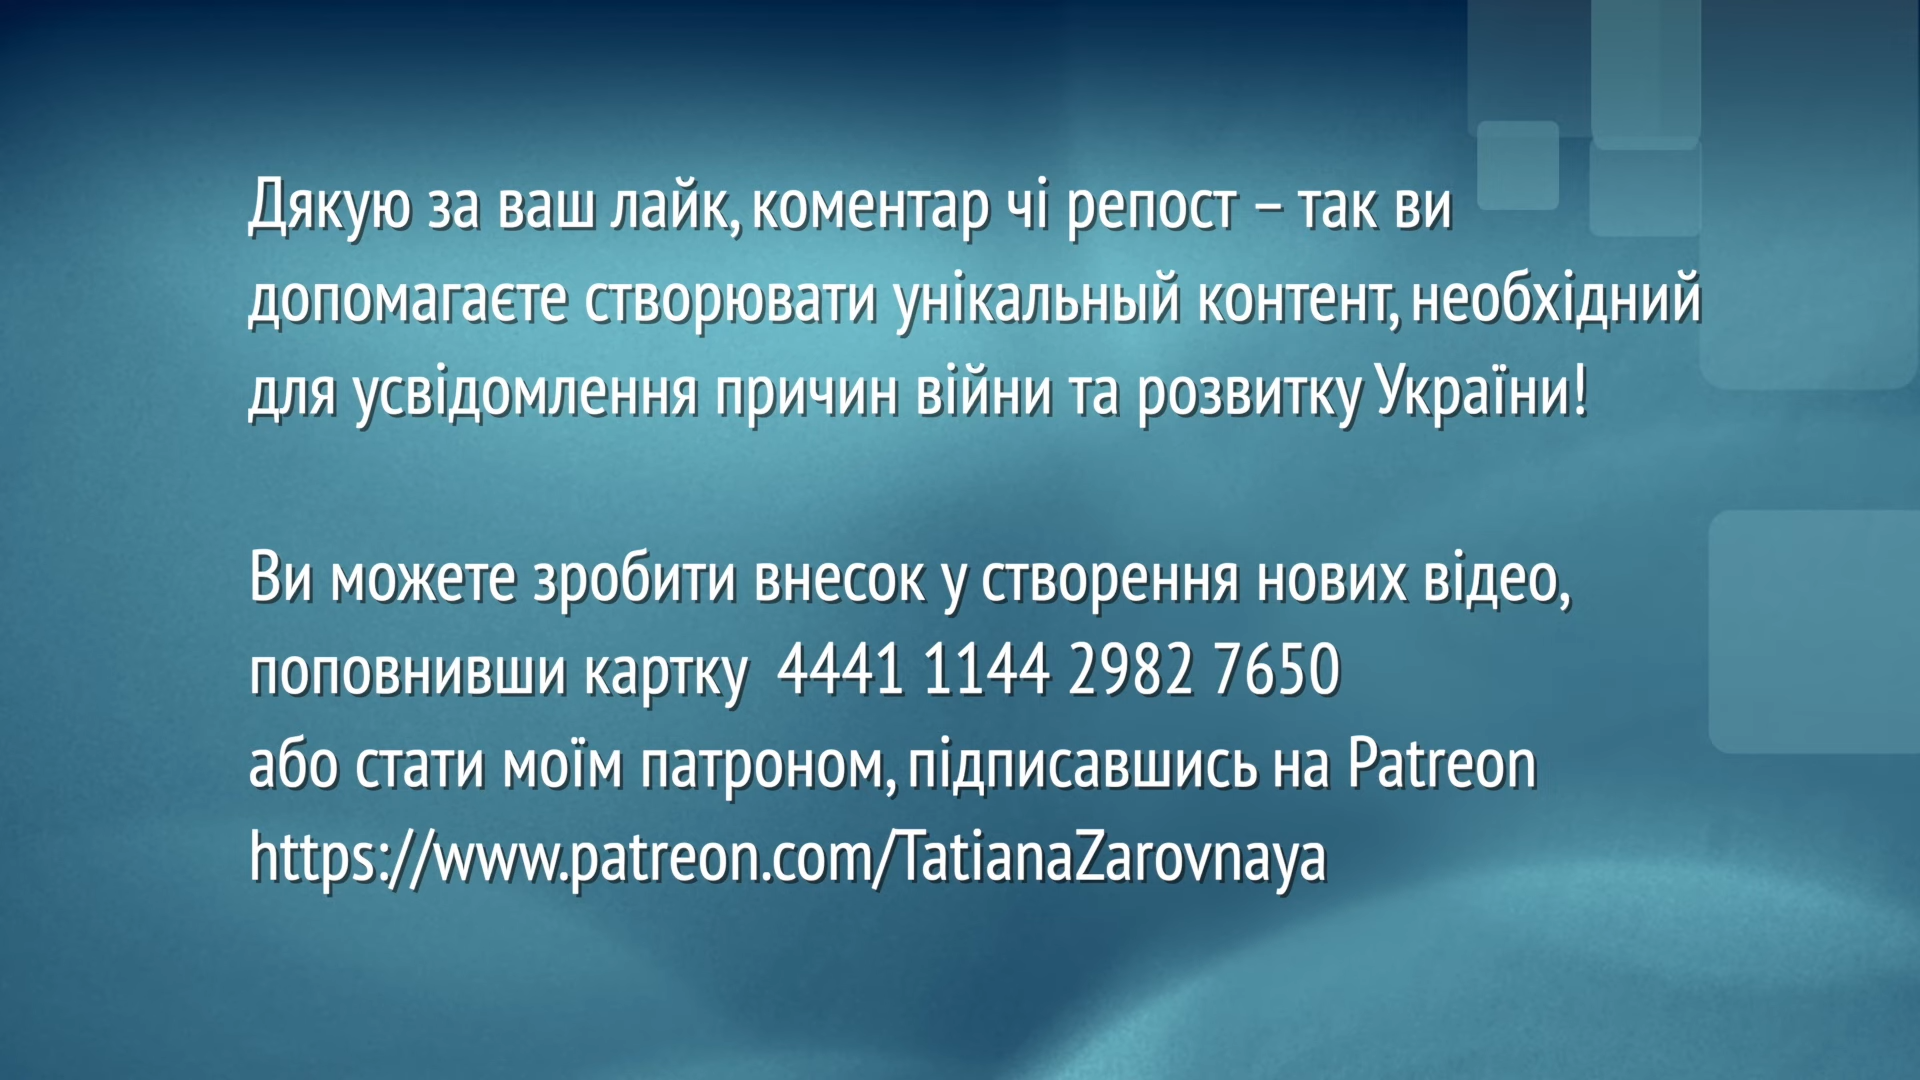 Дякую за ваш лайк, коментар чі репост – так ви
допомагаєте створювати унікальный контент, необхідний
для усвідомлення причин війни та розвитку України!
Ви можете зробити внесок у створення нових відео,
поповнивши картку 4441 1144 2982 7650
або стати моїм патроном, підписавшись на Patreon
https://www.patreon.com/TatianaZarovnaya